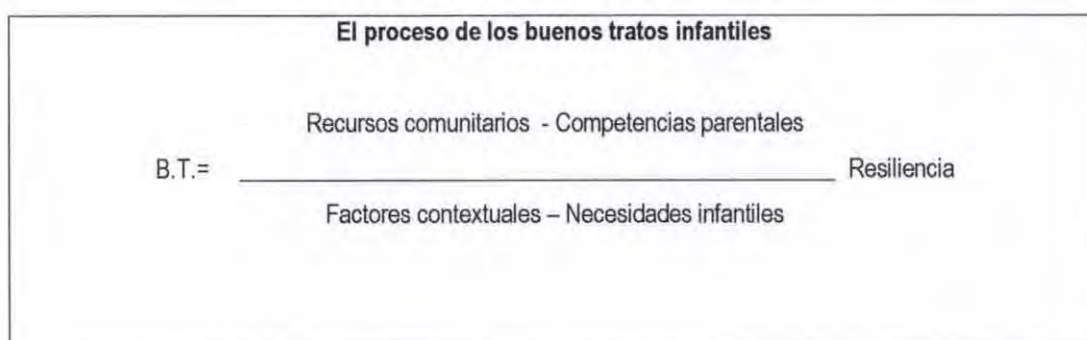 El proceso de los buenos tratos infantiles
Recursos comunitarios - Competencias parentales
B.T.= Resiliencia
Factores contextuales – Necesidades infantiles